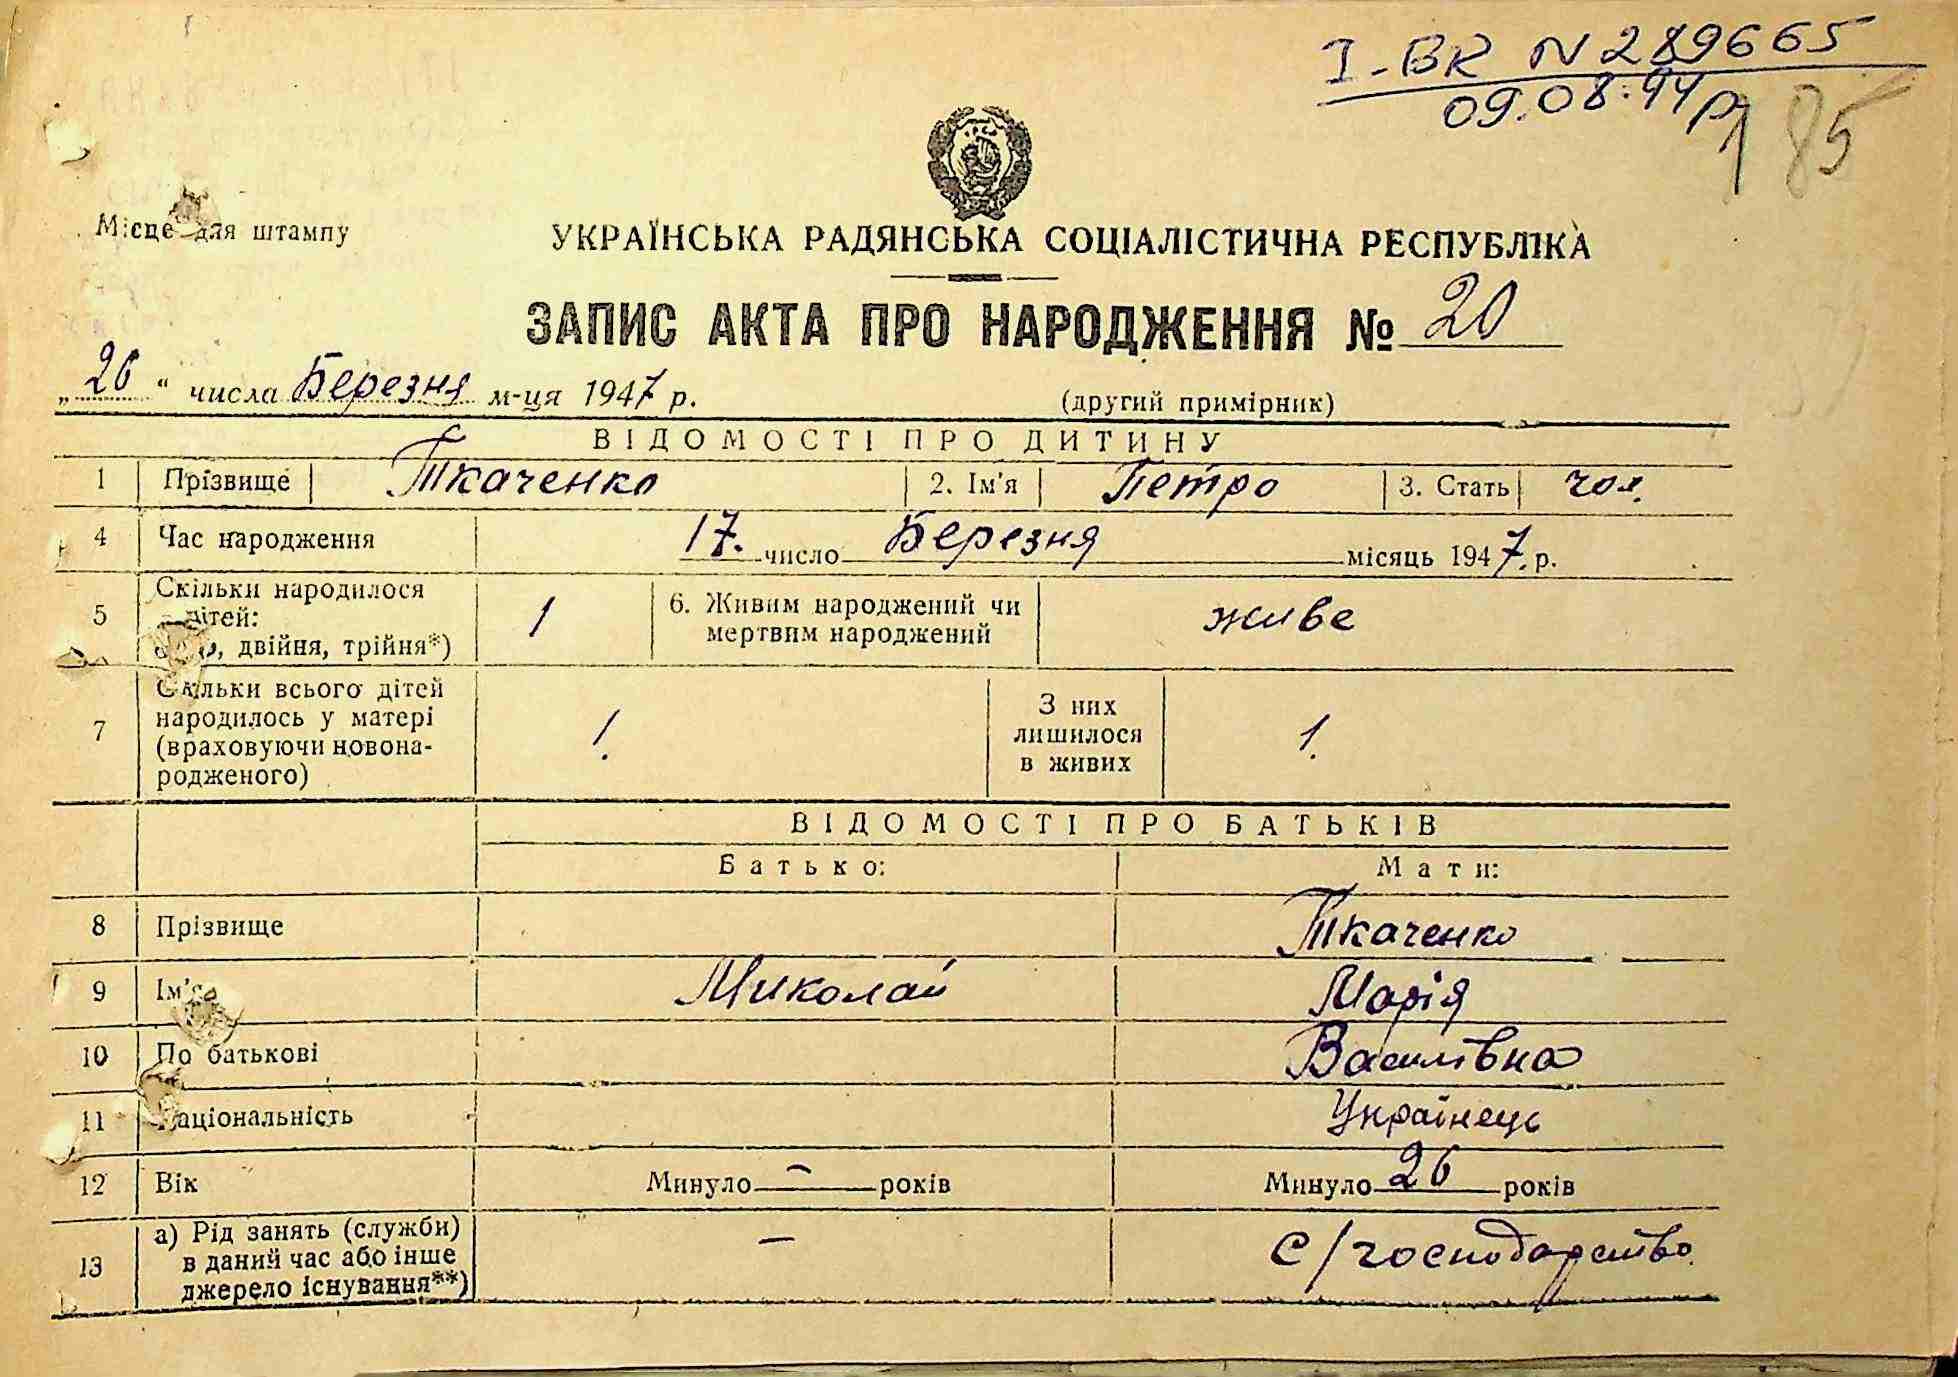 I-ВК N 289665
09.08.94р
185
Місце для штампу
УКРАЇНСЬКА РАДЯНСЬКА СОЦІАЛІСТИЧНА РЕСПУБЛІКА
ЗАПИС АКТА ПРО НАРОДЖЕННЯ № 20
„26“ числа Березня м-ця 1947 р. (другий примірник)
ВІДОМОСТІ ПРО ДИТИНУ
1 Прізвище Ткаченко 2. Ім'я Петро 3. Стать чол.
4 Час народження 17. число Березня місяць 1947. р.
5 Скільки народилося дітей: двійня, трійня*) 1 6. Живим народжений чи мертвим народжений живе
7 Скільки всього дітей народилось у матері (враховуючи новонародженого) 1. З них лишилося в живих 1.
ВІДОМОСТІ ПРО БАТЬКІВ
Батько: Мати:
8 Прізвище Ткаченко
9 Ім'я Миколай Марія
10 По батькові Василівна
11 Національність Українець
12 Вік Минуло — років Минуло 26 років
13 а) Рід занять (служби) в даний час або інше джерело існування**) — С/господарство